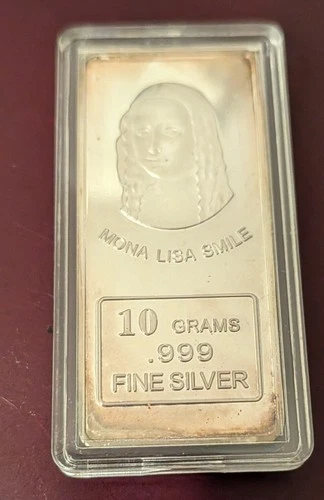 MONA LISA SMILE
10 GRAMS
.999
FINE SILVER